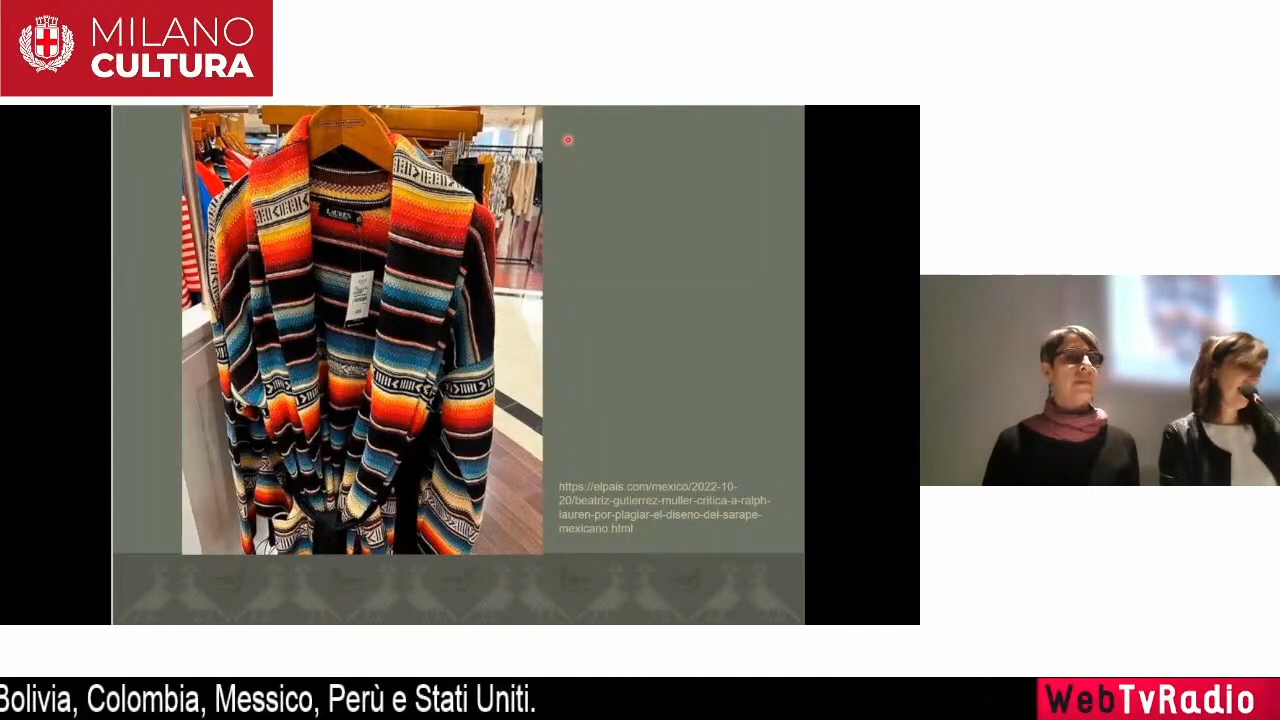 MILANO
CULTURA
LAUREN
https://elpais.com/mexico/2022-10-
20/beatriz-gutierrez-muller-critica-a-ralph-
lauren-por-plagiar-el-diseno-del-sarape-
mexicano.html
Bolivia, Colombia, Messico, Perù e Stati Uniti.
WebTvRadio